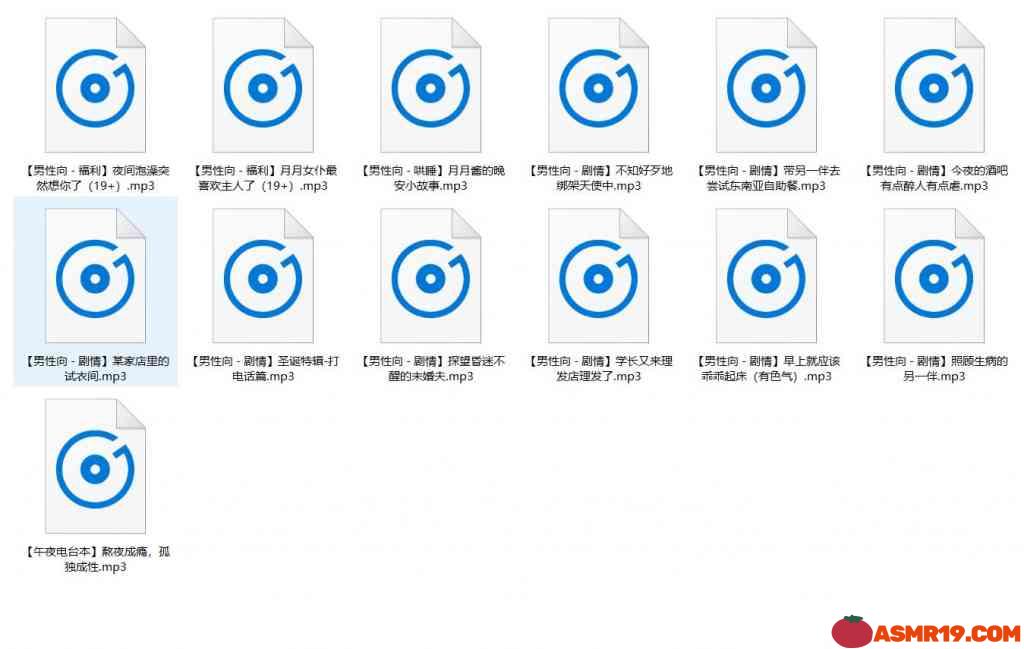 【男性向 - 福利】夜间泡澡突
然想你了（19+）.mp3
【男性向 - 福利】月月女仆最
喜欢主人了（19+）.mp3
【男性向 - 哄睡】月月酱的晚
安小故事.mp3
【男性向 - 剧情】不知好歹地
绑架天使中.mp3
【男性向 - 剧情】带另一伴去
尝试东南亚自助餐.mp3
【男性向 - 剧情】今夜的酒吧
有点醉人有点虐.mp3
【男性向 - 剧情】某家店里的
试衣间.mp3
【男性向 - 剧情】圣诞特辑-打
电话篇.mp3
【男性向 - 剧情】探望昏迷不
醒的未婚夫.mp3
【男性向 - 剧情】学长又来理
发店理发了.mp3
【男性向 - 剧情】早上就应该
乖乖起床（有色气）.mp3
【男性向 - 剧情】照顾生病的
另一伴.mp3
【午夜电台本】熬夜成瘾，孤
独成性.mp3
ASMR19.COM